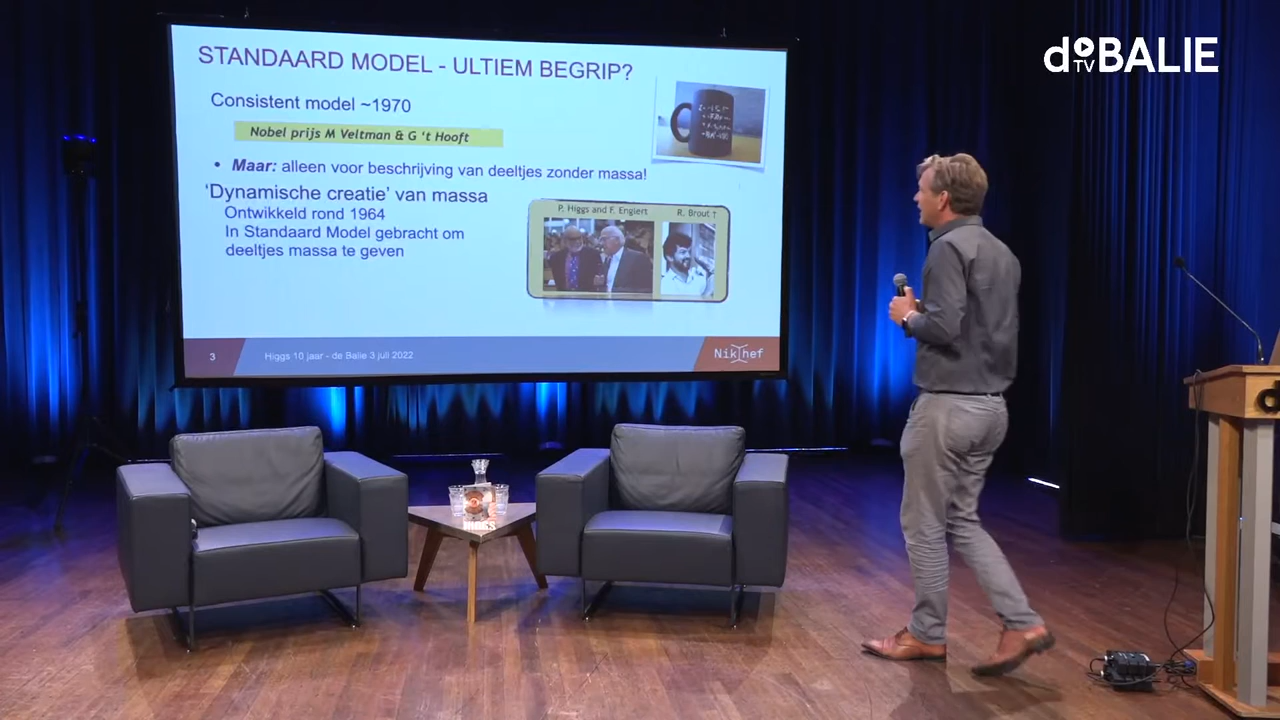 doBALIE
TV
STANDAARD MODEL - ULTIEM BEGRIP?
Consistent model ~1970
Nobel prijs M Veltman & G 't Hooft
• Maar: alleen voor beschrijving van deeltjes zonder massa!
'Dynamische creatie' van massa
Ontwikkeld rond 1964
In Standaard Model gebracht om
deeltjes massa te geven
P. Higgs and F. Englert
R. Brout †
3
Higgs 10 jaar - de Balie 3 juli 2022
Nikhef